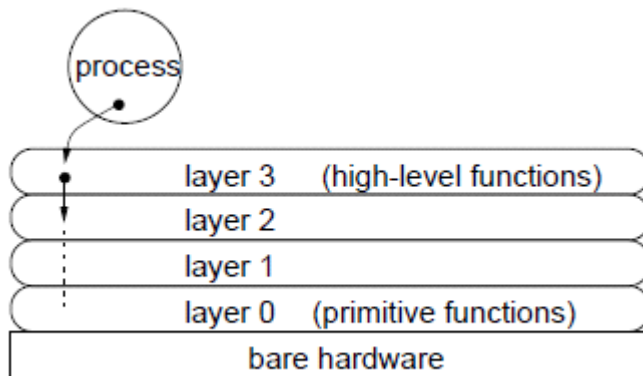 process
layer 3 (high-level functions)
layer 2
layer 1
layer 0 (primitive functions)
bare hardware